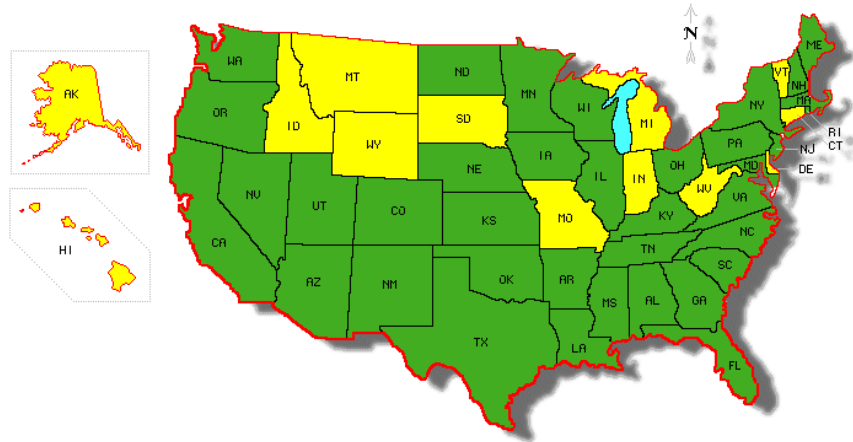 N
ME
WA
MT
ND
VT
AK
MN
NH
OR
WI
MA
NY
ID
SD
MI
RI
WY
CT
PA
NJ
IA
NE
OH
MD
DE
IN
IL
NV
WV
UT
VA
CO
MO
KY
KS
CA
NC
HI
TN
SC
OK
AR
AZ
NM
MS
AL
GA
TX
LA
FL